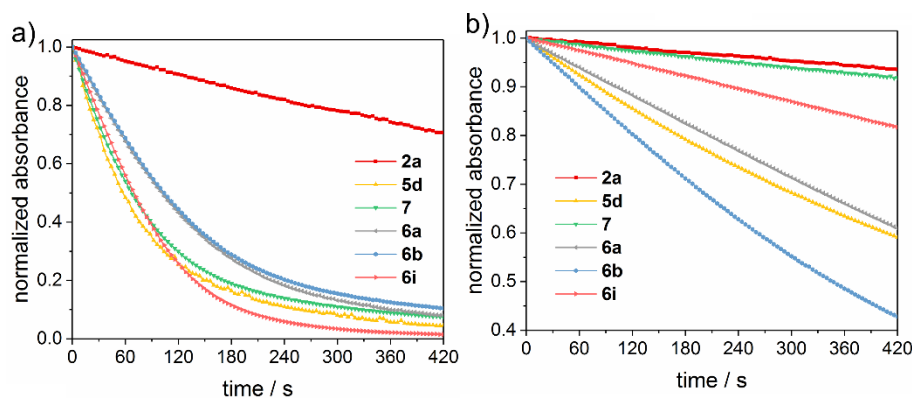 a)
normalized absorbance
1.0
0.8
0.6
0.4
0.2
0.0
2a
5d
7
6a
6b
6i
0 60 120 180 240 300 360 420
time / s
b)
normalized absorbance
1.0
0.95
0.9
0.8
0.7
0.6
0.5
0.4
2a
5d
7
6a
6b
6i
0 60 120 180 240 300 360 420
time / s